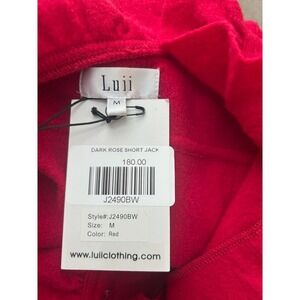 Luii
M
DARK ROSE SHORT JACK
180.00
J2490BW
Style#: J2490BW
Size: M
Color: Red
www.luiiclothing.com